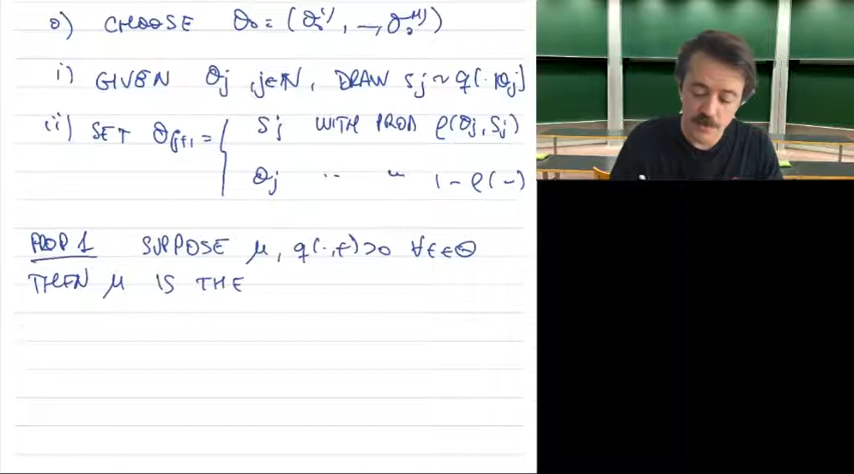 0) CHOOSE θ₀ = (θ₀⁽¹⁾, –, θ₀⁽ᴹ⁾)
i) GIVEN θj, j∈ℕ, DRAW sj ~ q(·|θj)
ii) SET θj+1 = { sj WITH PROB ρ(θj, sj)
θj ·· ·· 1 - ρ(–)
PROP 1 SUPPOSE μ, q(·, t) > 0 ∀t∈Θ
THEN μ IS THE